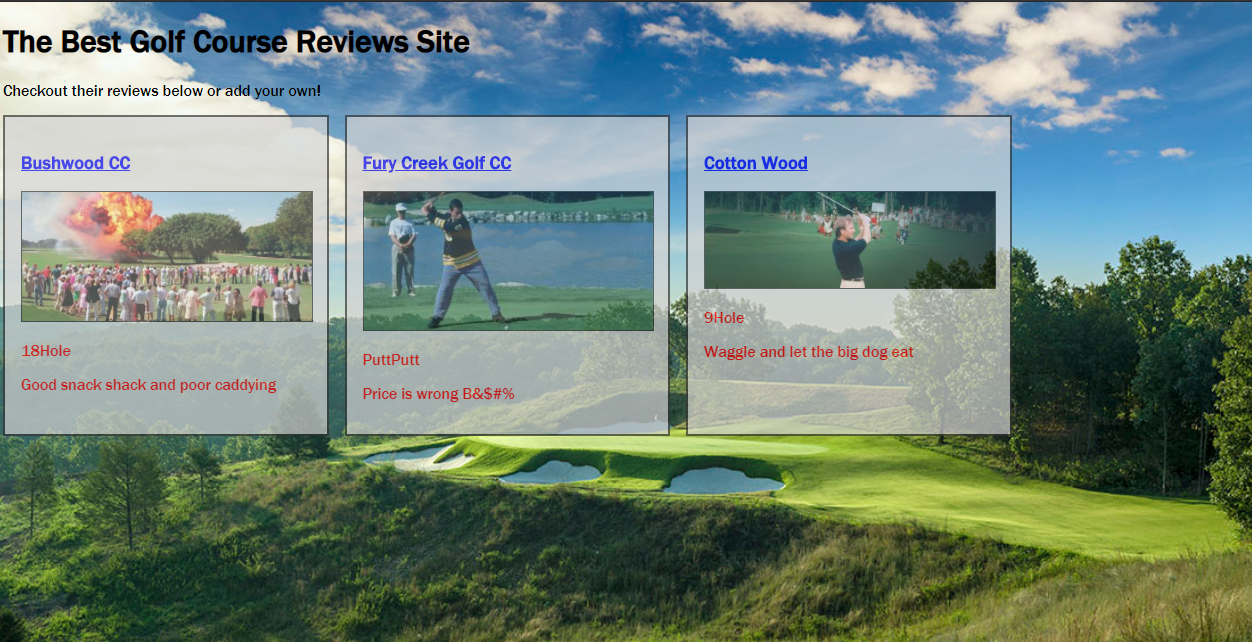 The Best Golf Course Reviews Site
Checkout their reviews below or add your own!
Bushwood CC
18Hole
Good snack shack and poor caddying
Fury Creek Golf CC
PuttPutt
Price is wrong B&$#%
Cotton Wood
9Hole
Waggle and let the big dog eat